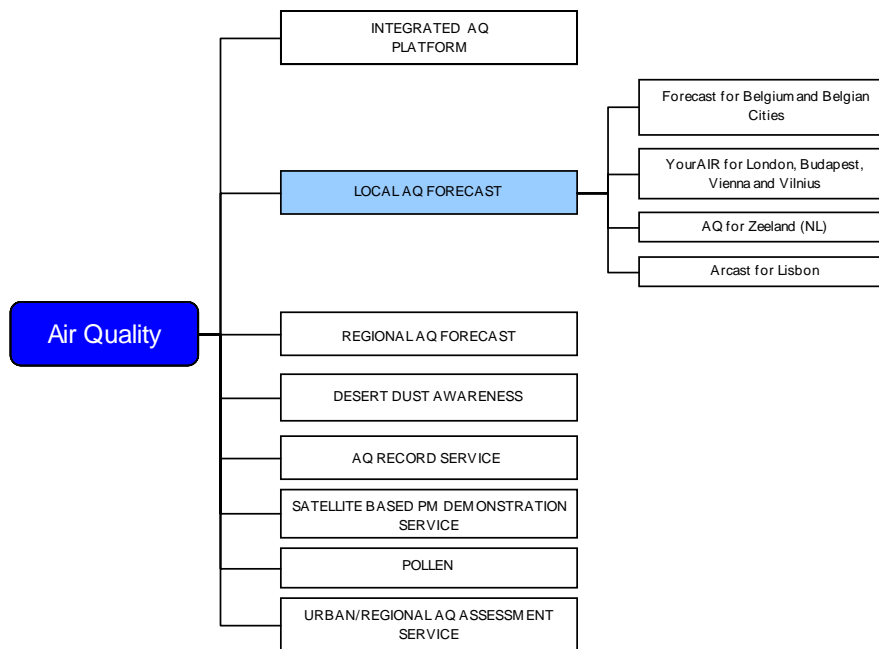 INTEGRATED AQ
PLATFORM
Forecast for Belgium and Belgian
Cities
YourAIR for London, Budapest,
Vienna and Vilnius
LOCAL AQ FORECAST
AQ for Zeeland (NL)
Arcast for Lisbon
Air Quality
REGIONAL AQ FORECAST
DESERT DUST AWARENESS
AQ RECORD SERVICE
SATELLITE BASED PM DEMONSTRATION
SERVICE
POLLEN
URBAN/REGIONAL AQ ASSESSMENT
SERVICE